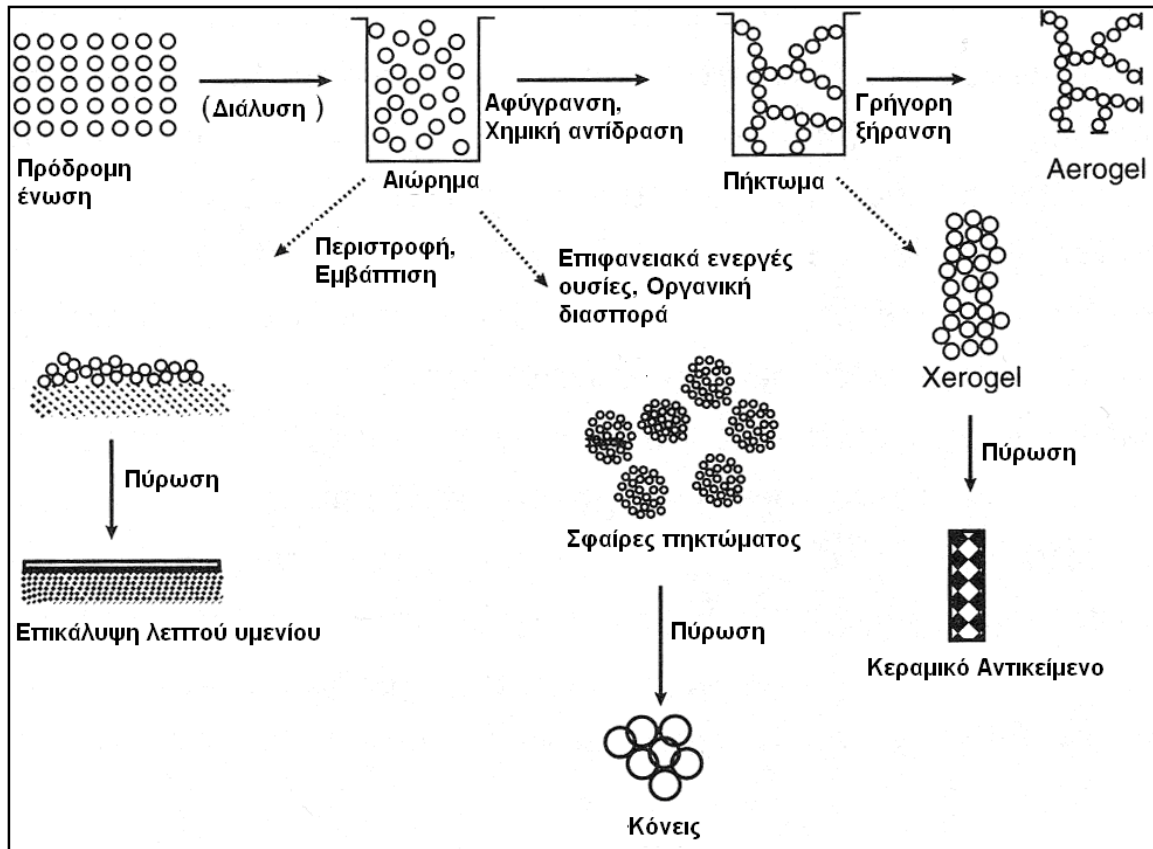 (Διάλυση )
Πρόδρομη
ένωση
Αιώρημα
Αφύγρανση,
Χημική αντίδραση
Πήκτωμα
Γρήγορη
ξήρανση
Aerogel
Περιστροφή,
Εμβάπτιση
Επιφανειακά ενεργές
ουσίες, Οργανική
διασπορά
Xerogel
Πύρωση
Επικάλυψη λεπτού υμενίου
Σφαίρες πηκτώματος
Πύρωση
Κόνεις
Πύρωση
Κεραμικό Αντικείμενο